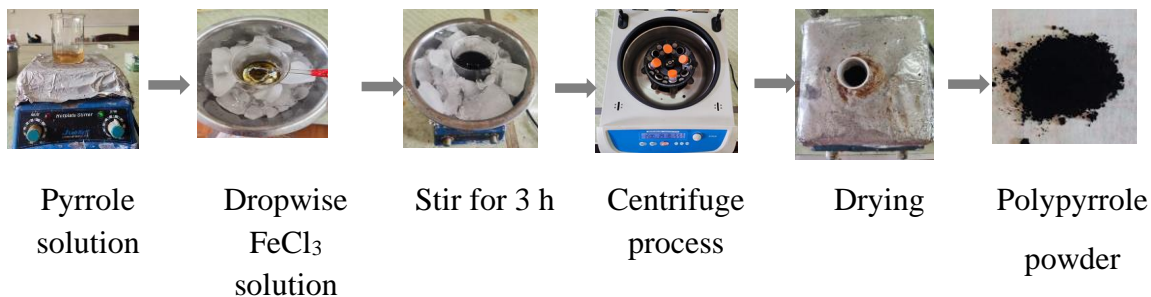 Pyrrole
solution
Dropwise
FeCl₃
solution
Stir for 3 h
Centrifuge
process
Drying
Polypyrrole
powder